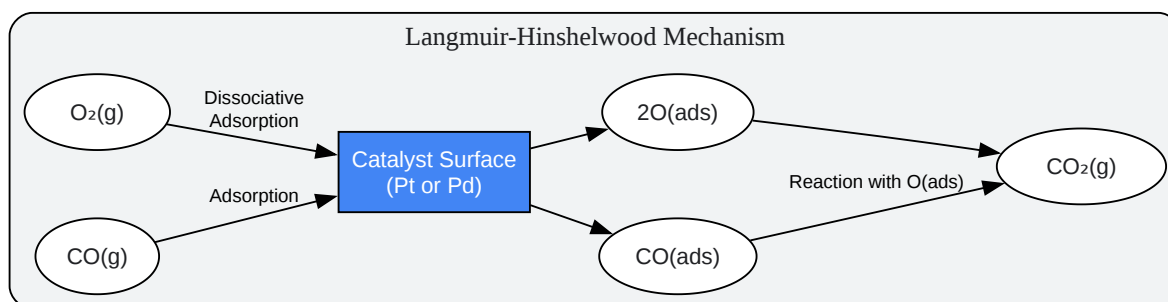 Langmuir-Hinshelwood Mechanism
O₂(g)
Dissociative
Adsorption
2O(ads)
Catalyst Surface
(Pt or Pd)
CO₂(g)
Adsorption
Reaction with O(ads)
CO(g)
CO(ads)